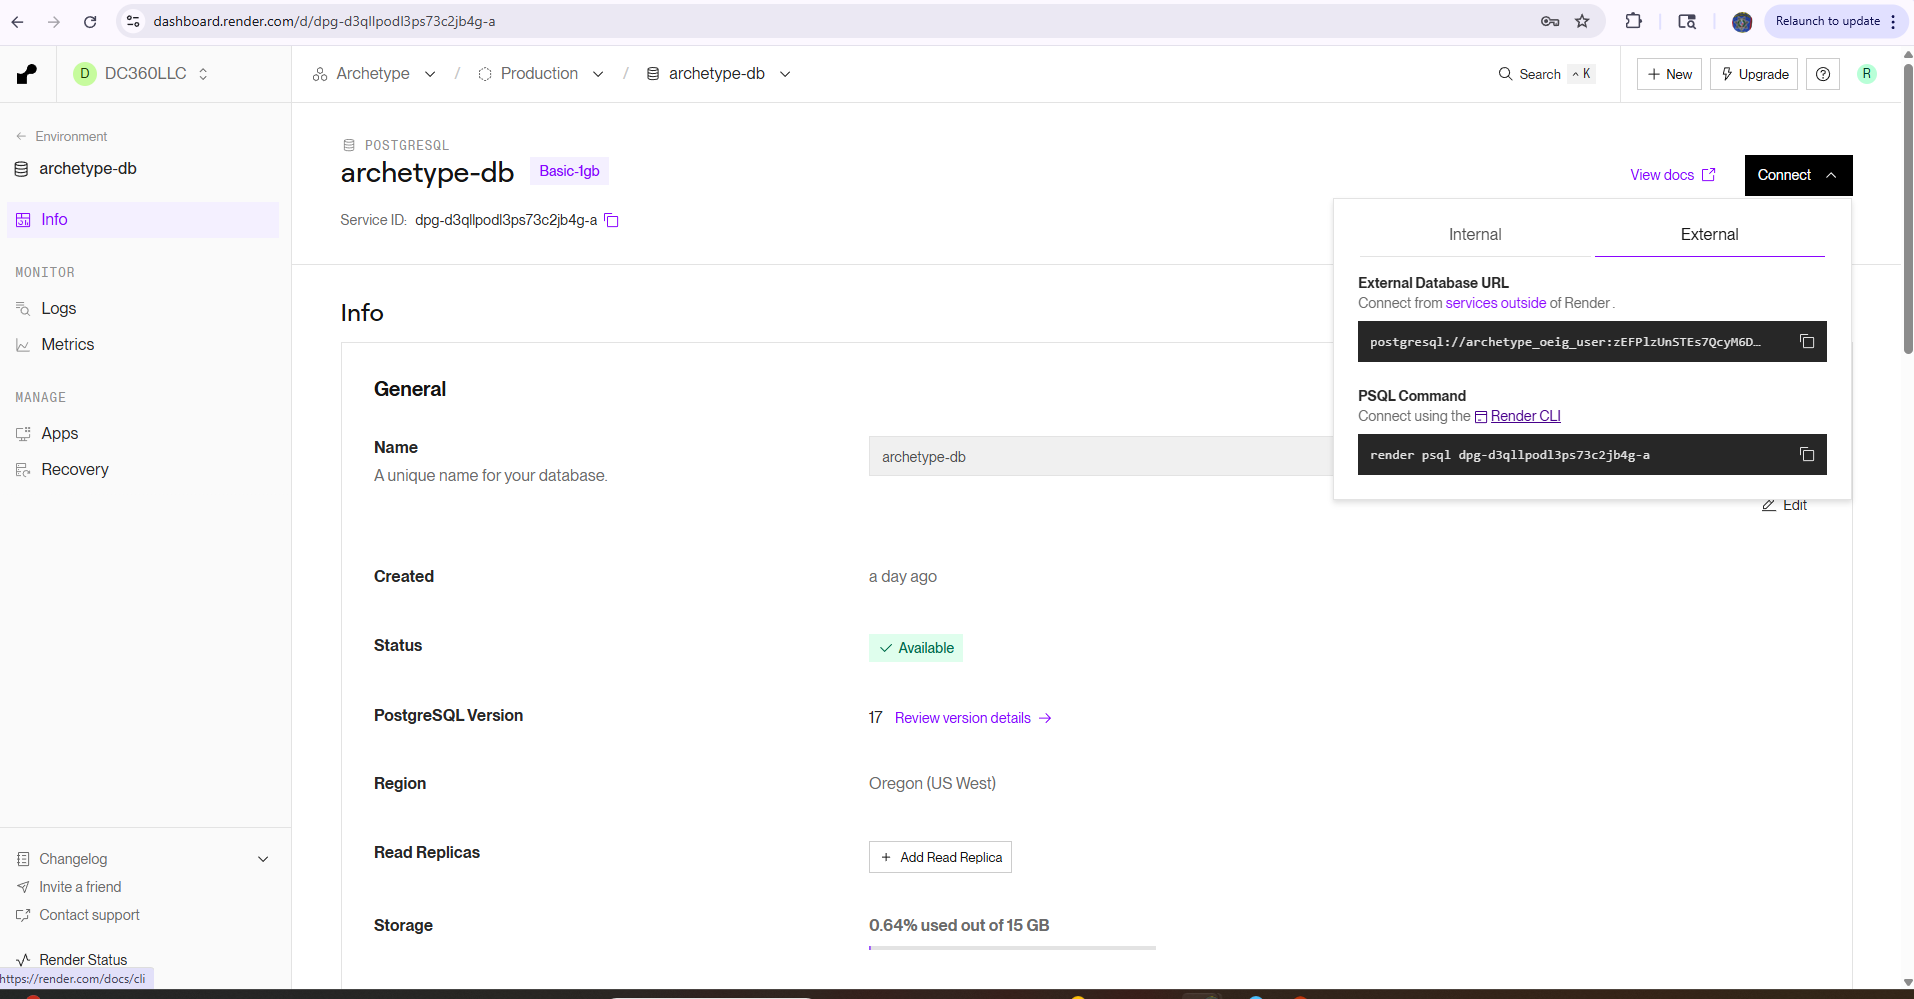 dashboard.render.com/d/dpg-d3qllpodl3ps73c2jb4g-a
Relaunch to update
D
DC360LLC
Archetype / Production / archetype-db
Search ^ K
+ New
Upgrade
R
Environment
archetype-db
Info
MONITOR
Logs
Metrics
MANAGE
Apps
Recovery
Changelog
Invite a friend
Contact support
Render Status
https://render.com/docs/cli
POSTGRESQL
archetype-db
Basic-1gb
Service ID: dpg-d3qllpodl3ps73c2jb4g-a
View docs
Connect
Internal
External
External Database URL
Connect from services outside of Render.
postgresql://archetype_oeig_user:zEFPlzUnSTEs7QcyM6D…
PSQL Command
Connect using the Render CLI
render psql dpg-d3qllpodl3ps73c2jb4g-a
Info
General
Name
A unique name for your database.
archetype-db
Edit
Created
a day ago
Status
Available
PostgreSQL Version
17 Review version details
Region
Oregon (US West)
Read Replicas
+ Add Read Replica
Storage
0.64% used out of 15 GB